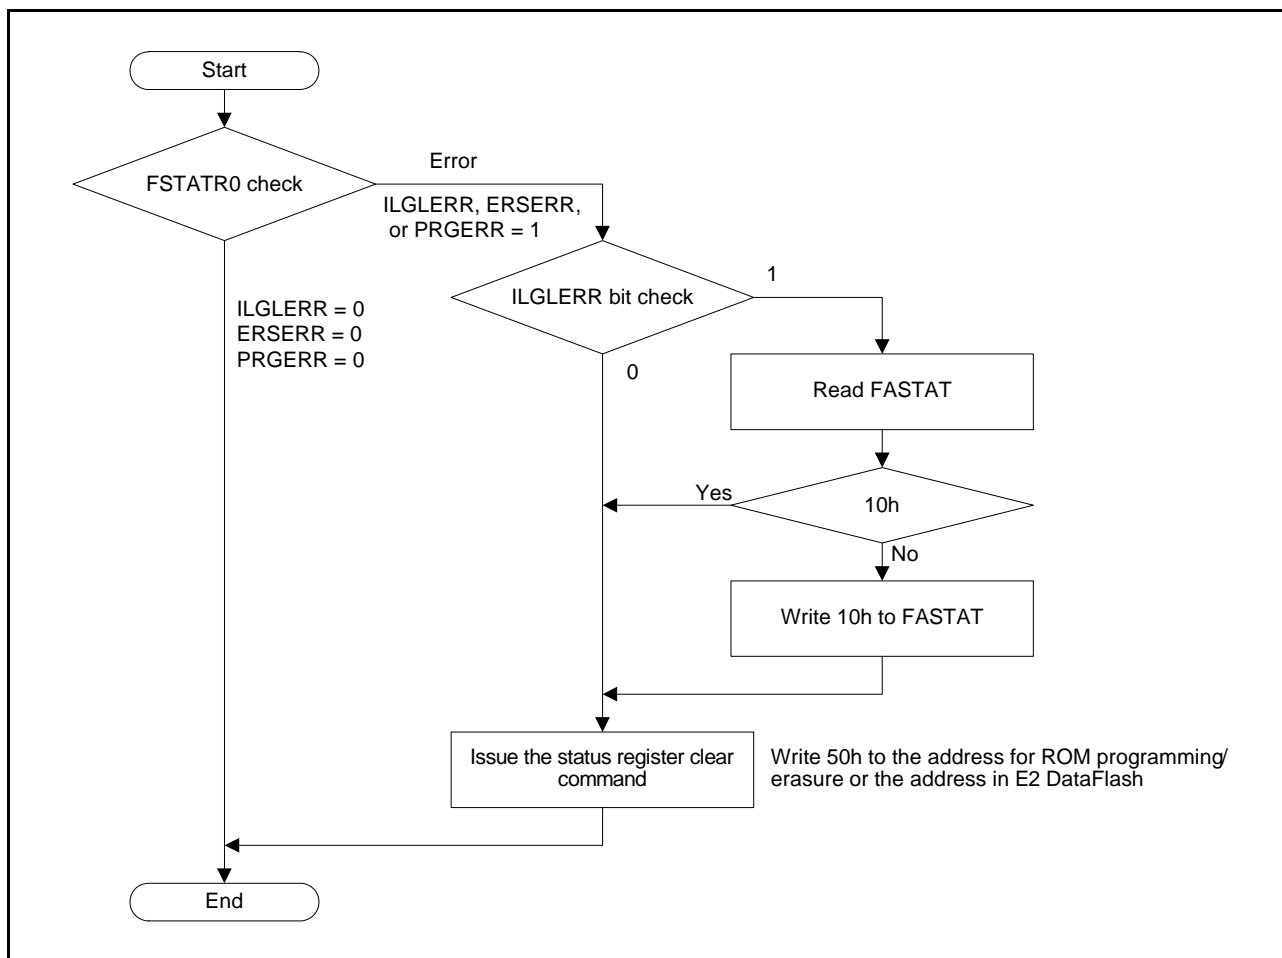 Start
FSTATR0 check
Error
ILGLERR, ERSERR,
or PRGERR = 1
ILGLERR = 0
ERSERR = 0
PRGERR = 0
ILGLERR bit check
1
0
Read FASTAT
Yes
10h
No
Write 10h to FASTAT
Issue the status register clear
command
Write 50h to the address for ROM programming/
erasure or the address in E2 DataFlash
End